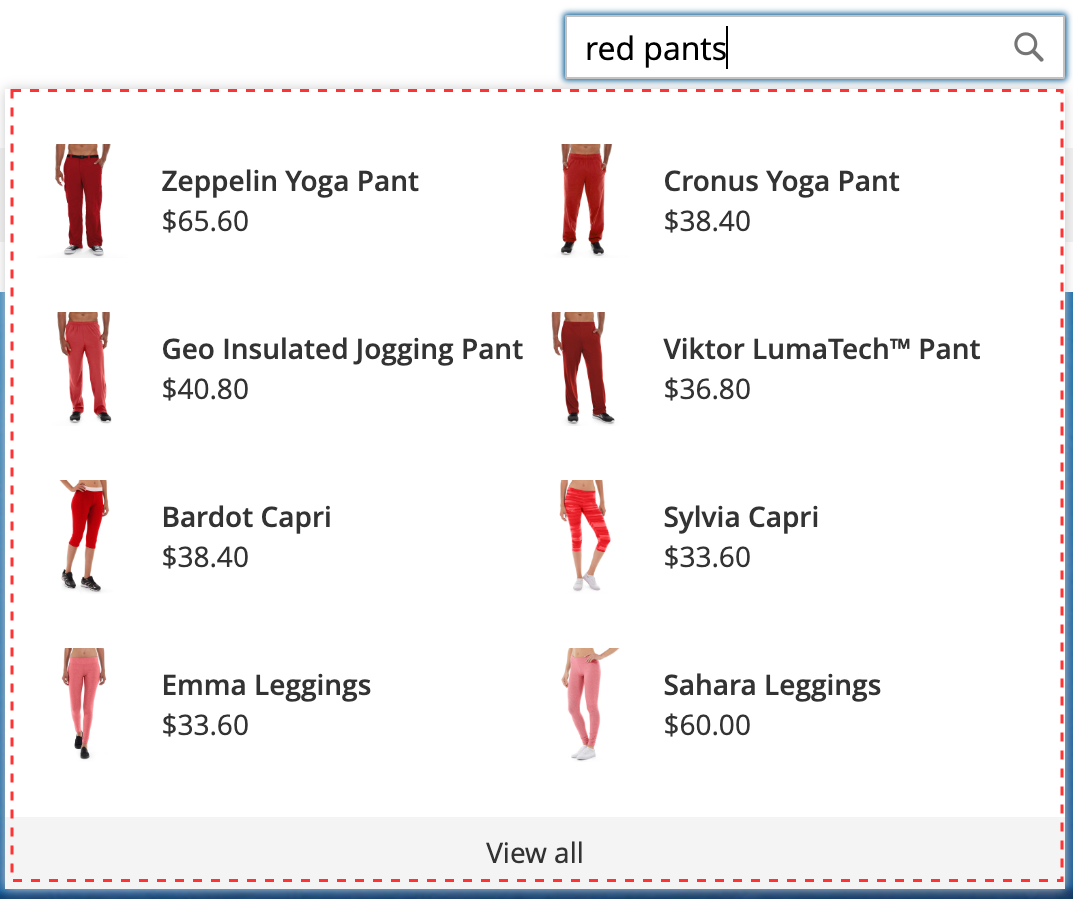 red pants
Zeppelin Yoga Pant
$65.60
Cronus Yoga Pant
$38.40
Geo Insulated Jogging Pant
$40.80
Viktor LumaTech™ Pant
$36.80
Bardot Capri
$38.40
Sylvia Capri
$33.60
Emma Leggings
$33.60
Sahara Leggings
$60.00
View all